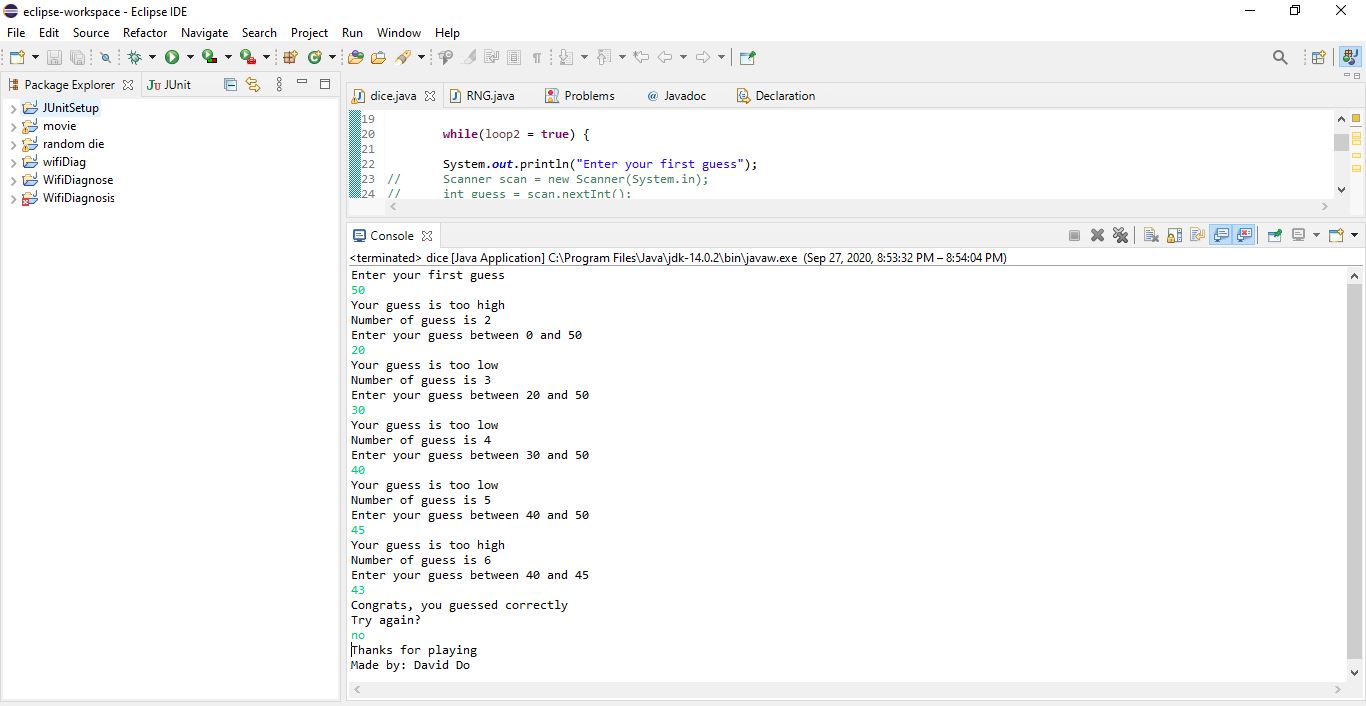 eclipse-workspace - Eclipse IDE
File Edit Source Refactor Navigate Search Project Run Window Help
Package Explorer JUnit
JUnitSetup
movie
random die
wifiDiag
WifiDiagnose
WifiDiagnosis
dice.java RNG.java Problems @ Javadoc Declaration
19
20 while(loop2 = true) {
21
22 System.out.println("Enter your first guess");
23 // Scanner scan = new Scanner(System.in);
24 // int guess = scan.nextInt();
Console
<terminated> dice [Java Application] C:\Program Files\Java\jdk-14.0.2\bin\javaw.exe (Sep 27, 2020, 8:53:32 PM – 8:54:04 PM)
Enter your first guess
50
Your guess is too high
Number of guess is 2
Enter your guess between 0 and 50
20
Your guess is too low
Number of guess is 3
Enter your guess between 20 and 50
30
Your guess is too low
Number of guess is 4
Enter your guess between 30 and 50
40
Your guess is too low
Number of guess is 5
Enter your guess between 40 and 50
45
Your guess is too high
Number of guess is 6
Enter your guess between 40 and 45
43
Congrats, you guessed correctly
Try again?
no
Thanks for playing
Made by: David Do